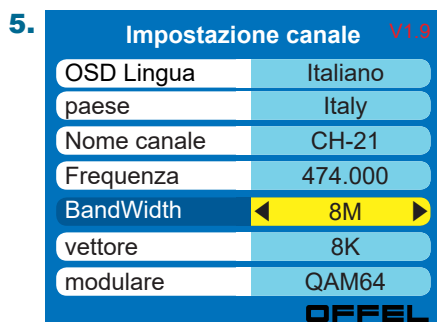 5.
Impostazione canale V1.9
OSD Lingua Italiano
paese Italy
Nome canale CH-21
Frequenza 474.000
BandWidth 8M
vettore 8K
modulare QAM64
OFFEL